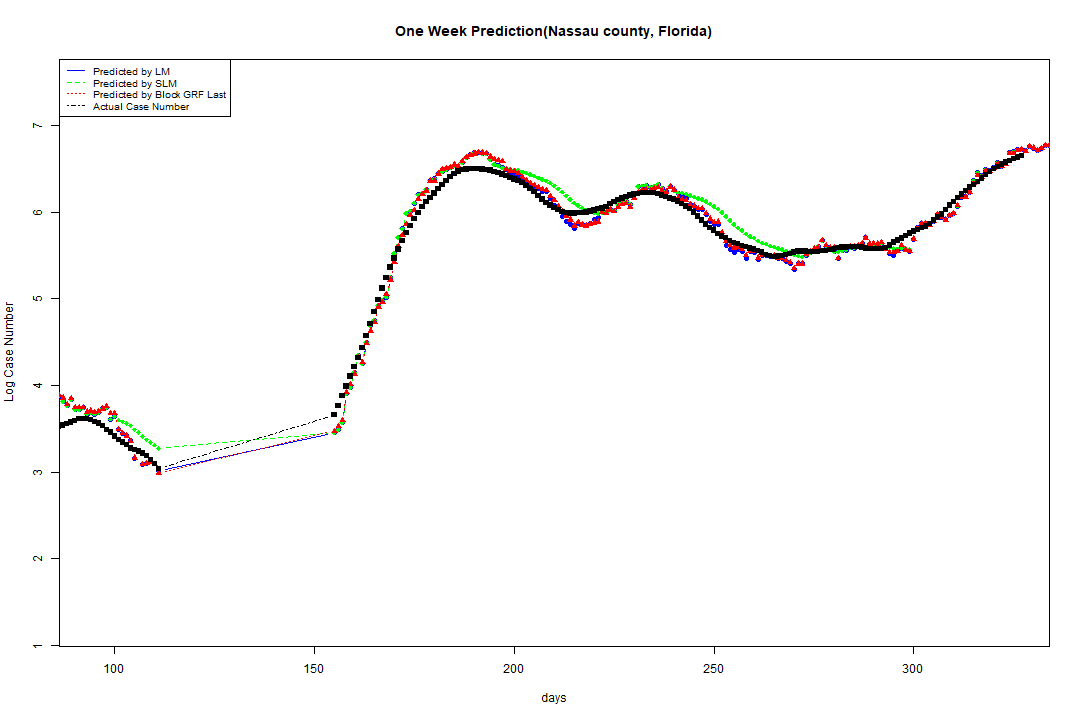 One Week Prediction(Nassau county, Florida)
Predicted by LM
Predicted by SLM
Predicted by Block GRF Last
Actual Case Number
7
6
5
4
3
2
1
Log Case Number
100 150 200 250 300
days